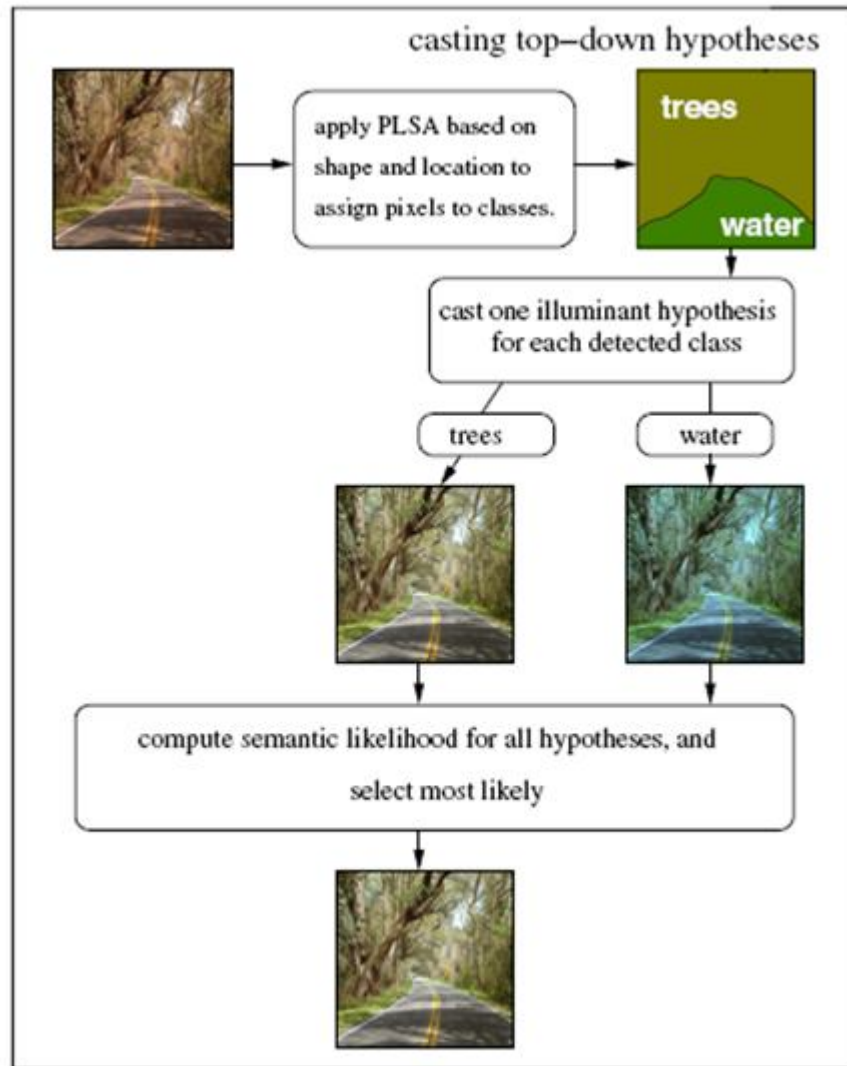 casting top–down hypotheses
apply PLSA based on
shape and location to
assign pixels to classes.
trees
water
cast one illuminant hypothesis
for each detected class
trees
water
compute semantic likelihood for all hypotheses, and
select most likely